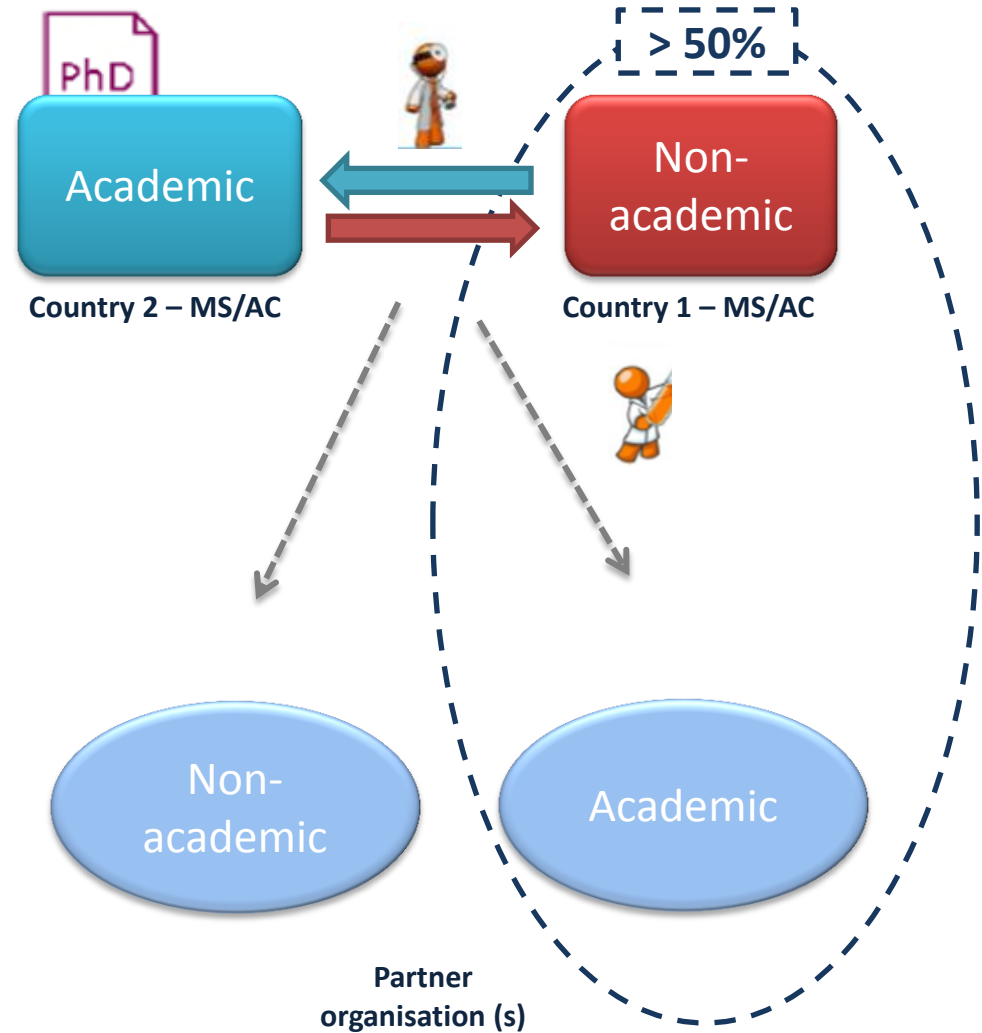 PhD
> 50%
Academic
Non-
academic
Country 2 – MS/AC
Country 1 – MS/AC
Non-
academic
Academic
Partner
organisation (s)